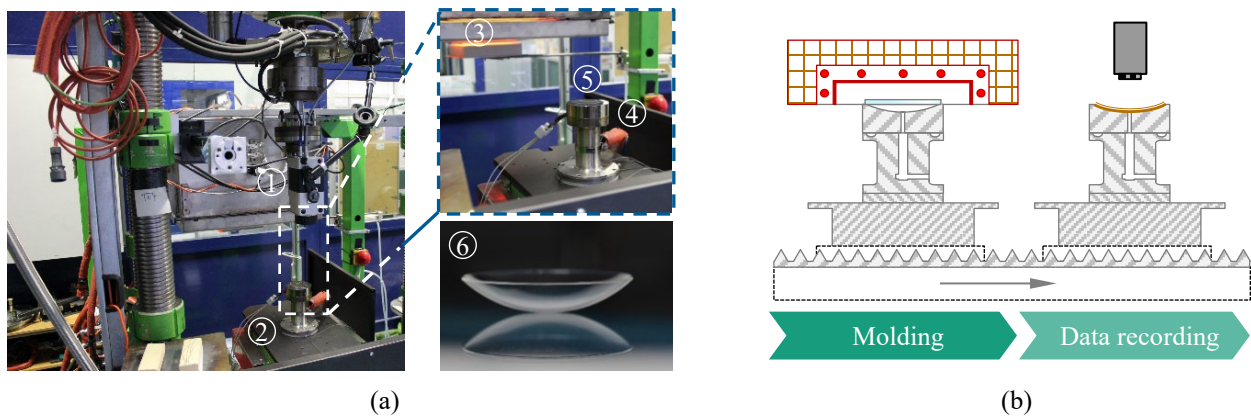 ①
②
③
④
⑤
⑥
Molding
Data recording
(a)
(b)